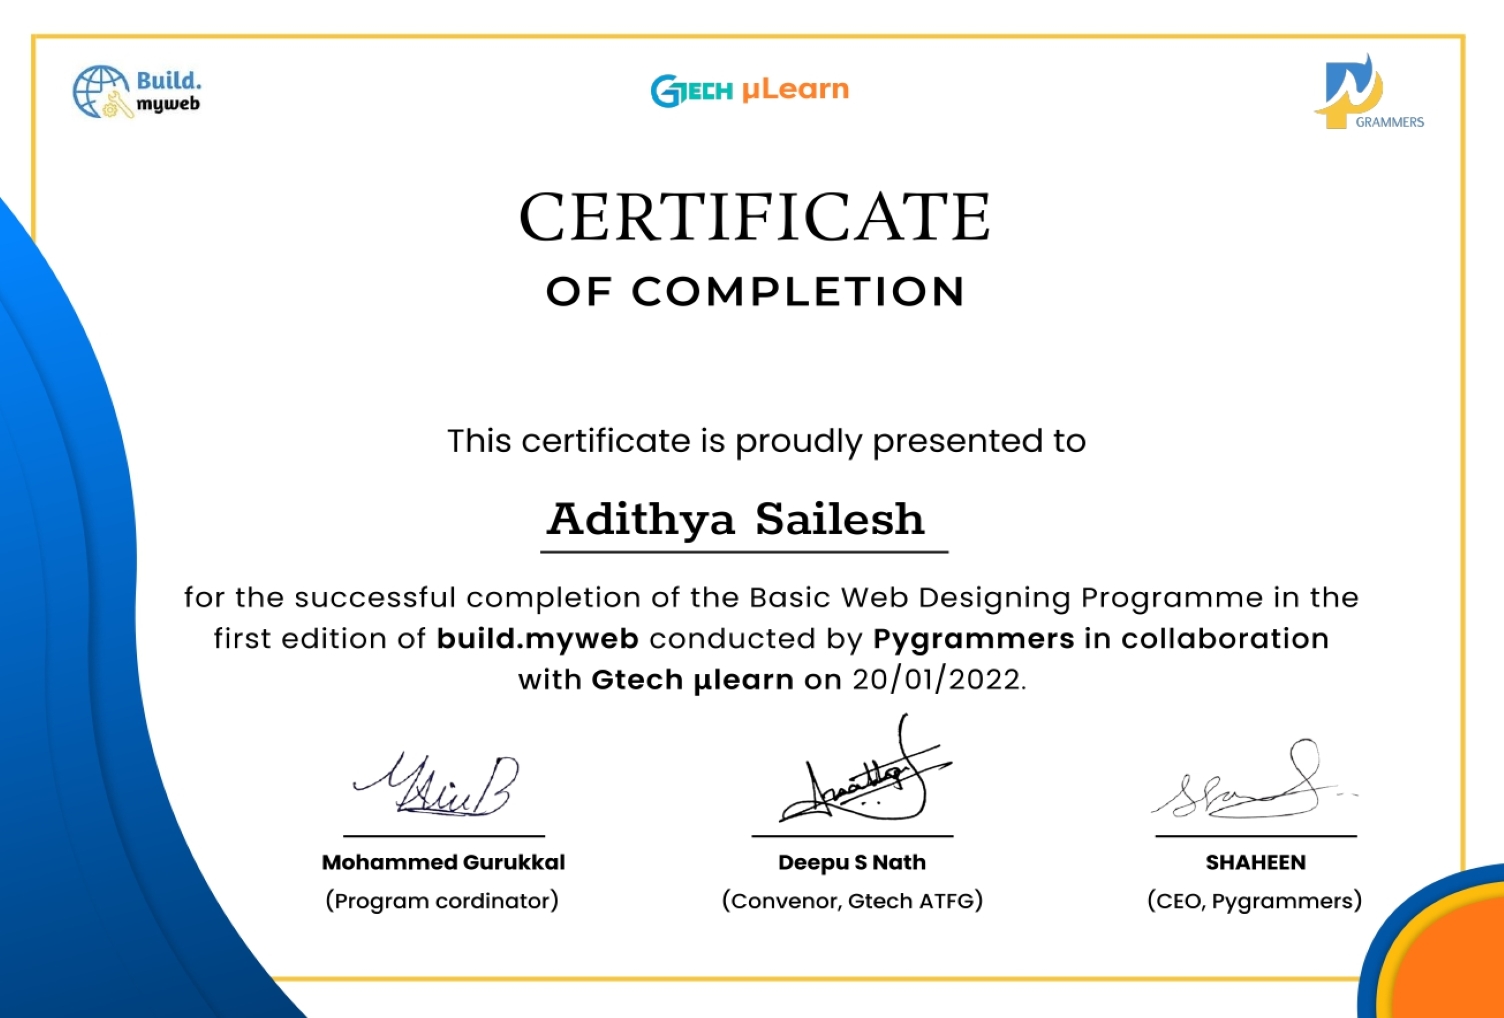 Build.
myweb
GTECH µLearn
GRAMMERS
CERTIFICATE
OF COMPLETION
This certificate is proudly presented to
Adithya Sailesh
for the successful completion of the Basic Web Designing Programme in the
first edition of build.myweb conducted by Pygrammers in collaboration
with Gtech µlearn on 20/01/2022.
Mohammed Gurukkal
Deepu S Nath
SHAHEEN
(Program cordinator)
(Convenor, Gtech ATFG)
(CEO, Pygrammers)